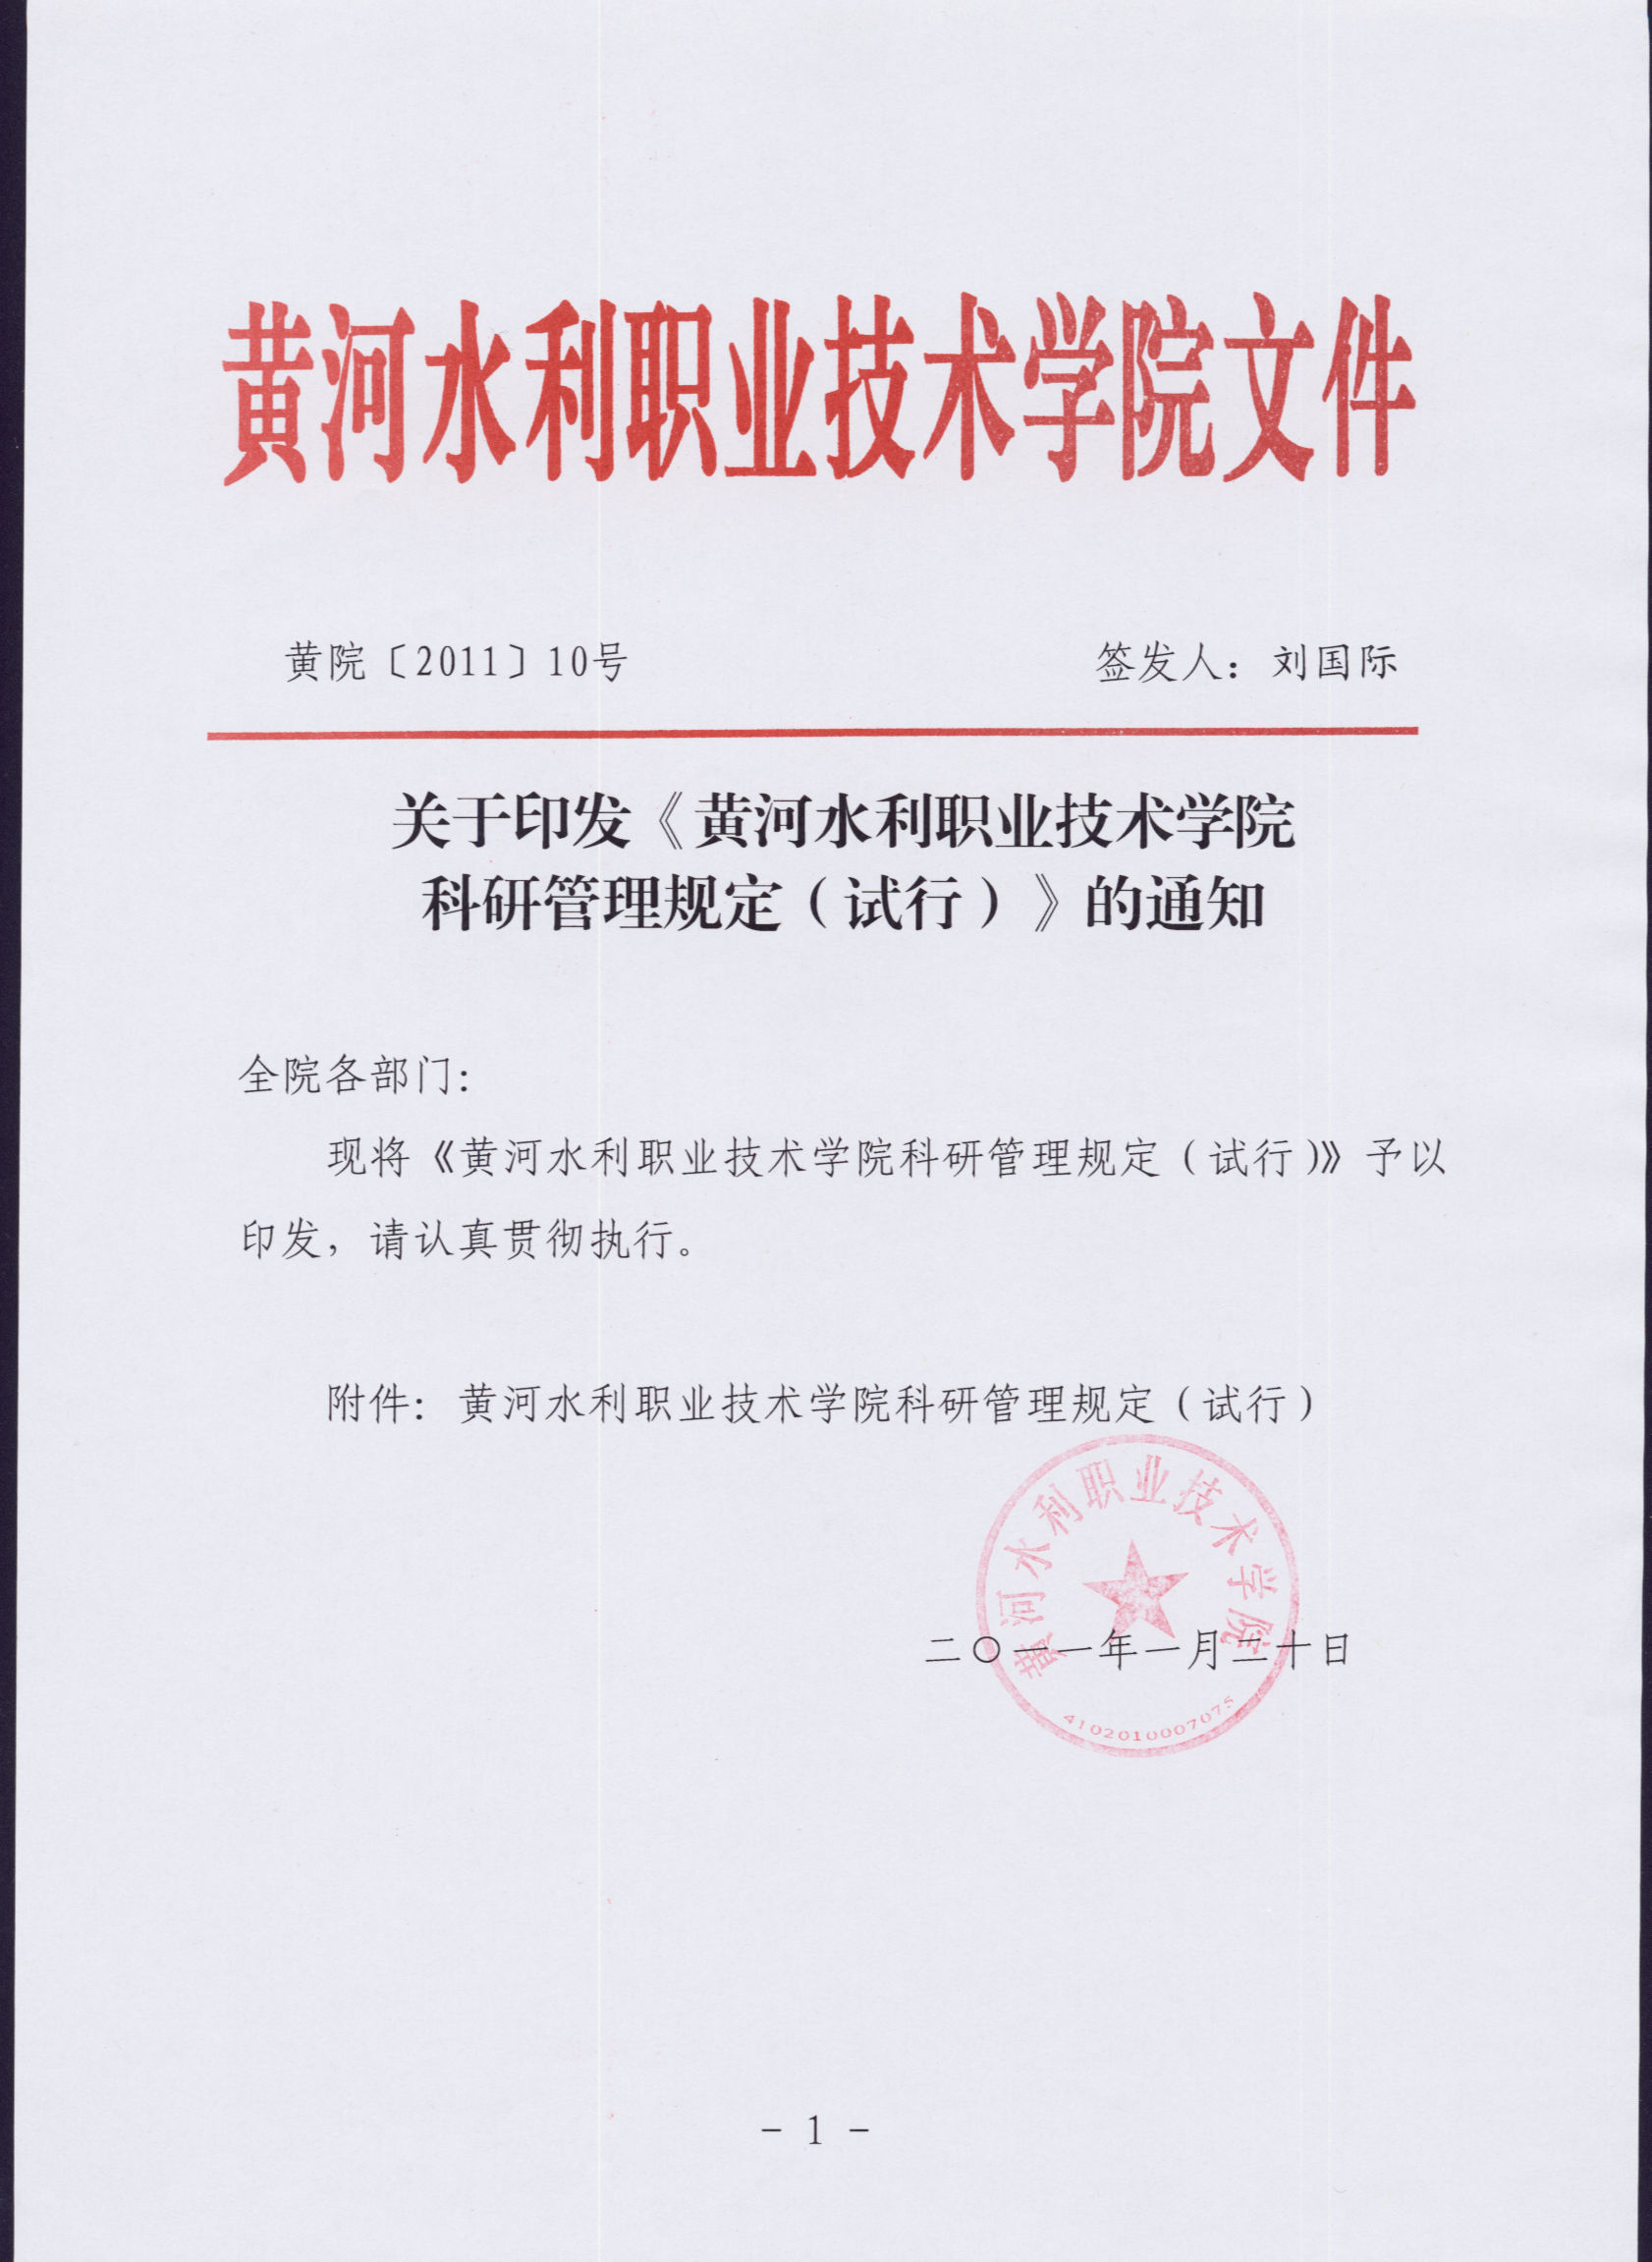 黄河水利职业技术学院文件
黄院〔2011〕10号
签发人：刘国际
关于印发《黄河水利职业技术学院
科研管理规定（试行）》的通知
全院各部门：
现将《黄河水利职业技术学院科研管理规定（试行）》予以
印发，请认真贯彻执行。
附件：黄河水利职业技术学院科研管理规定（试行）
黄河水利职业技术学院
二〇一一年一月二十日
4102010007075
- 1 -